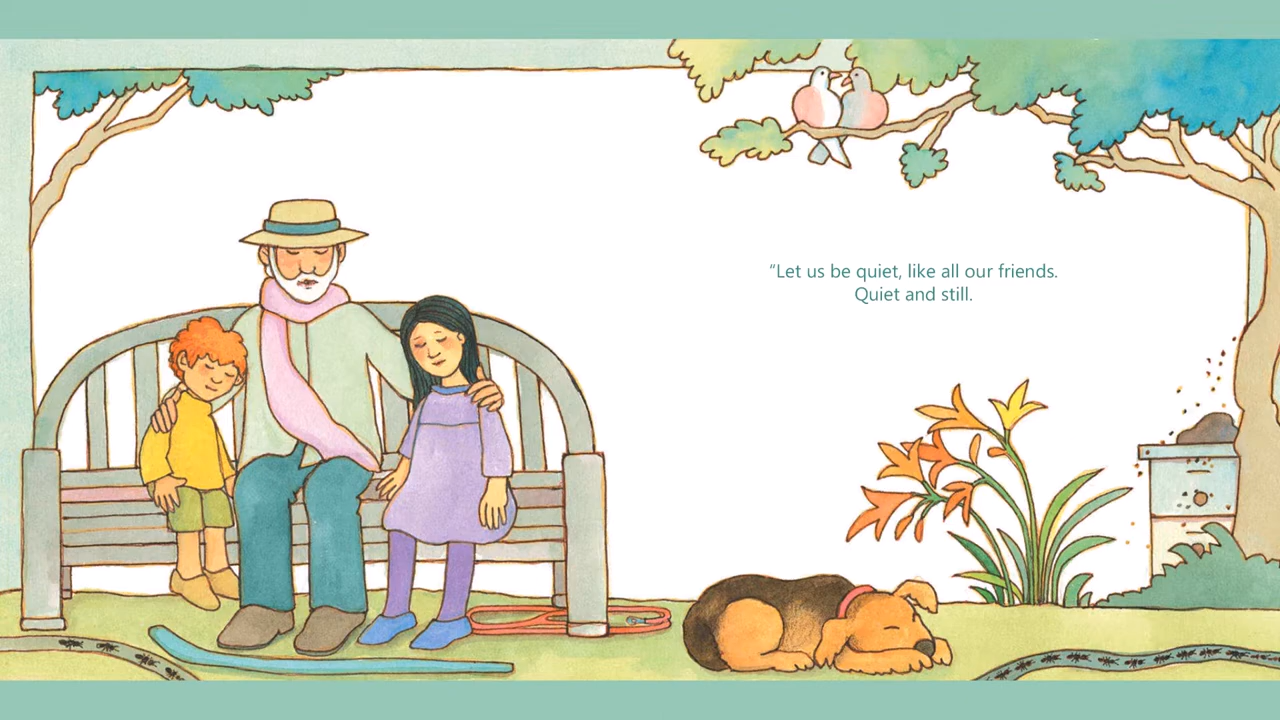 “Let us be quiet, like all our friends.
Quiet and still.